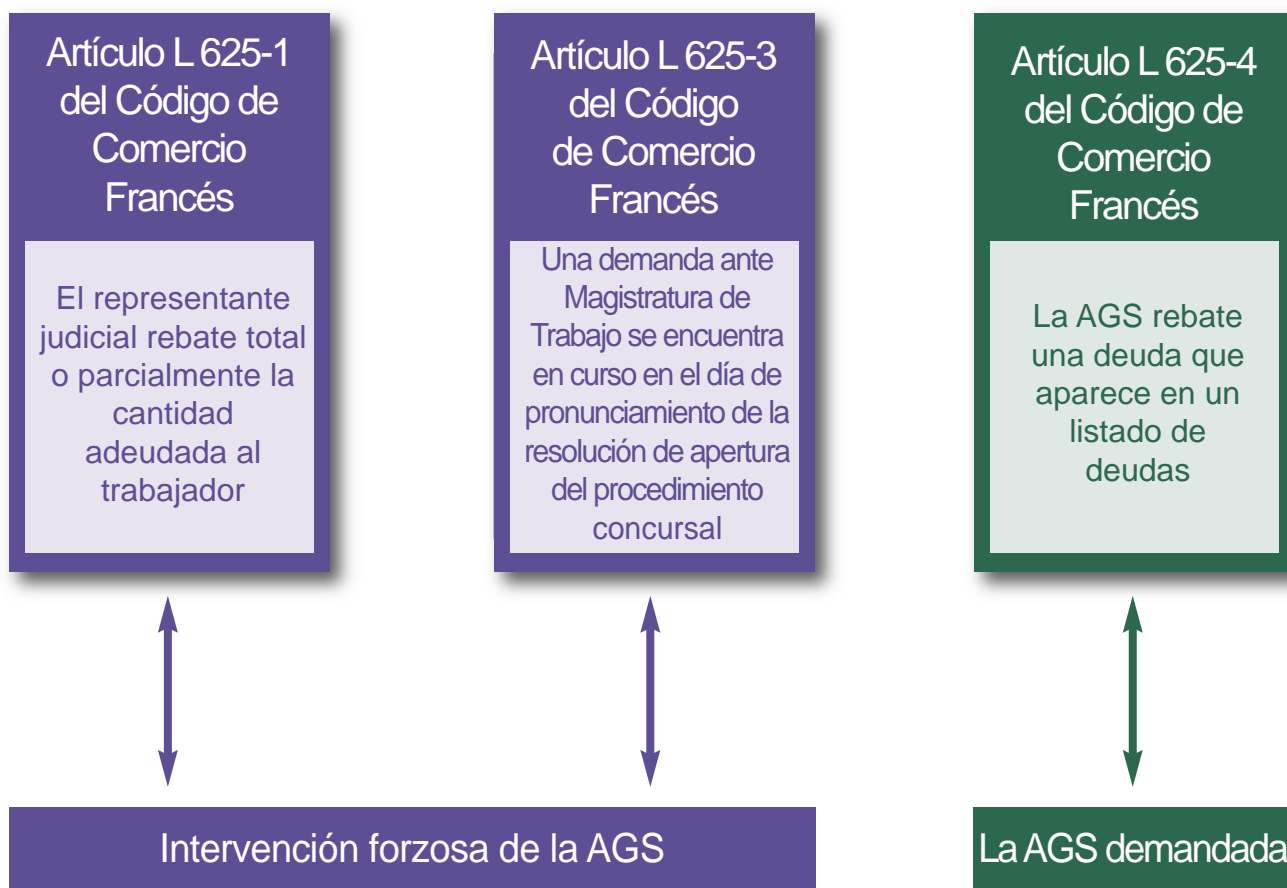 Artículo L 625-1
del Código de
Comercio
Francés
El representante
judicial rebate total
o parcialmente la
cantidad
adeudada al
trabajador
Artículo L 625-3
del Código
de Comercio
Francés
Una demanda ante
Magistratura de
Trabajo se encuentra
en curso en el día de
pronunciamiento de la
resolución de apertura
del procedimiento
concursal
Artículo L 625-4
del Código de
Comercio
Francés
La AGS rebate
una deuda que
aparece en un
listado de
deudas
Intervención forzosa de la AGS
La AGS demandada